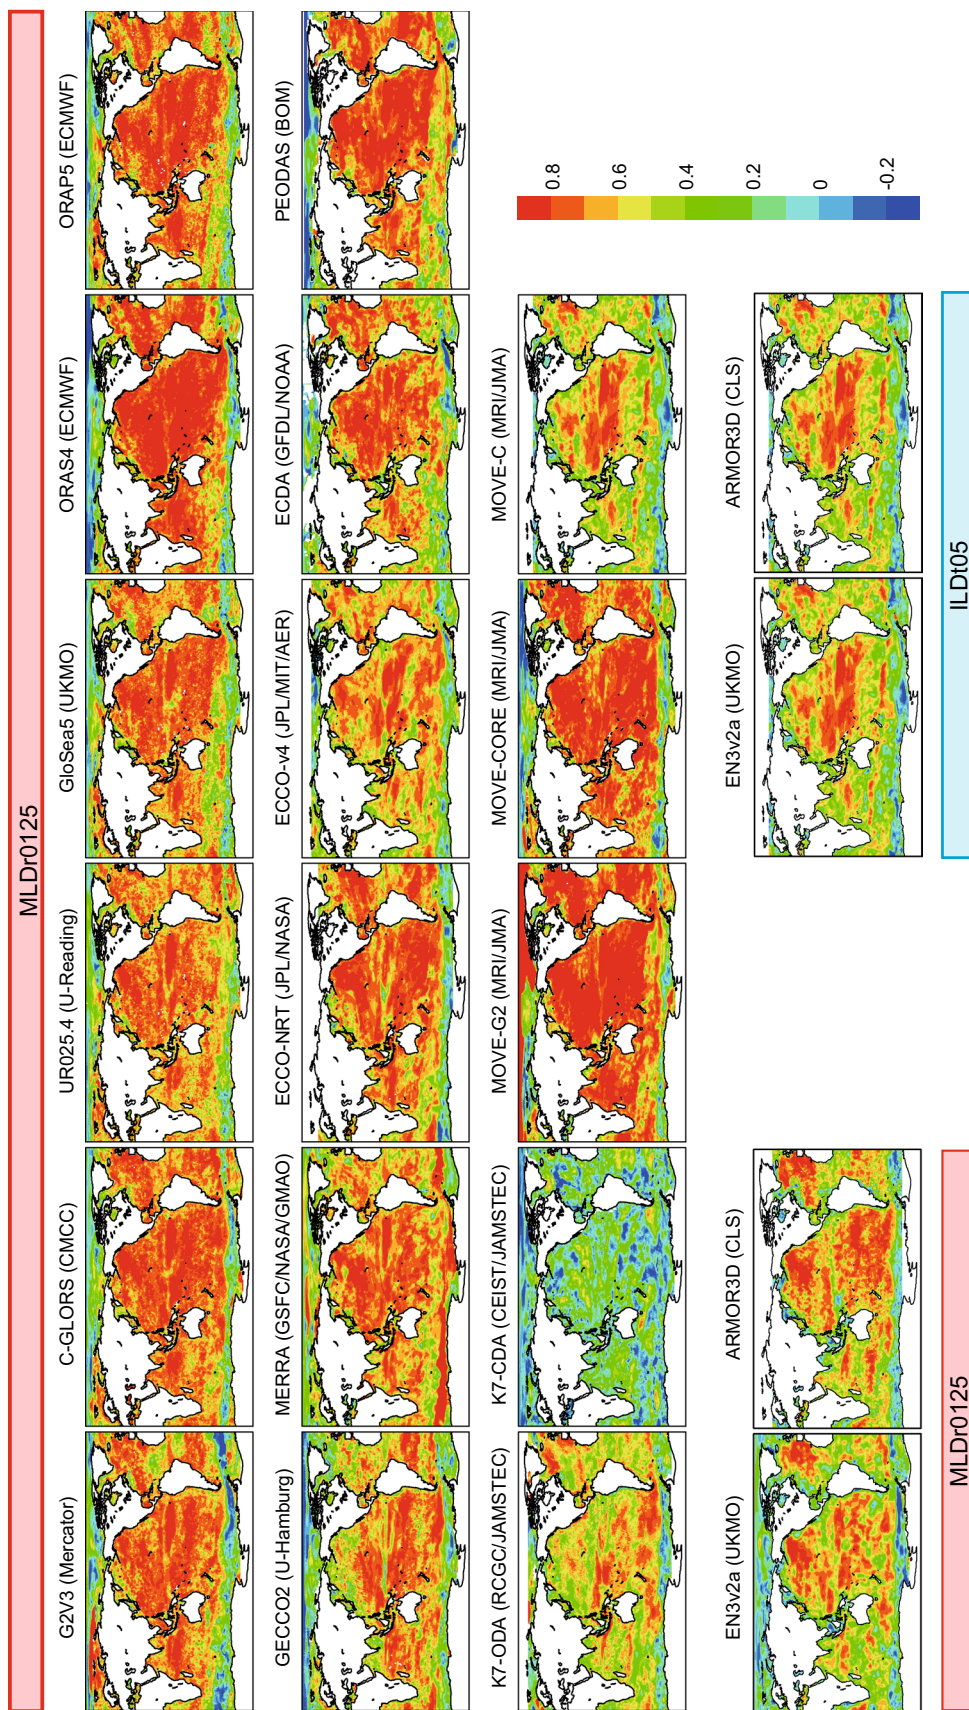 MLDr0125
G2V3 (Mercator)
C-GLORS (CMCC)
UR025.4 (U-Reading)
GloSea5 (UKMO)
ORAS4 (ECMWF)
ORAP5 (ECMWF)
GECCO2 (U-Hamburg)
MERRA (GSFC/NASA/GMAO)
ECCO-NRT (JPL/NASA)
ECCO-v4 (JPL/MIT/AER)
ECDA (GFDL/NOAA)
PEODAS (BOM)
K7-ODA (RCGC/JAMSTEC)
K7-CDA (CEIST/JAMSTEC)
MOVE-G2 (MRI/JMA)
MOVE-CORE (MRI/JMA)
MOVE-C (MRI/JMA)
0.8
0.6
0.4
0.2
0
-0.2
EN3v2a (UKMO)
ARMOR3D (CLS)
EN3v2a (UKMO)
ARMOR3D (CLS)
MLDr0125
ILDt05